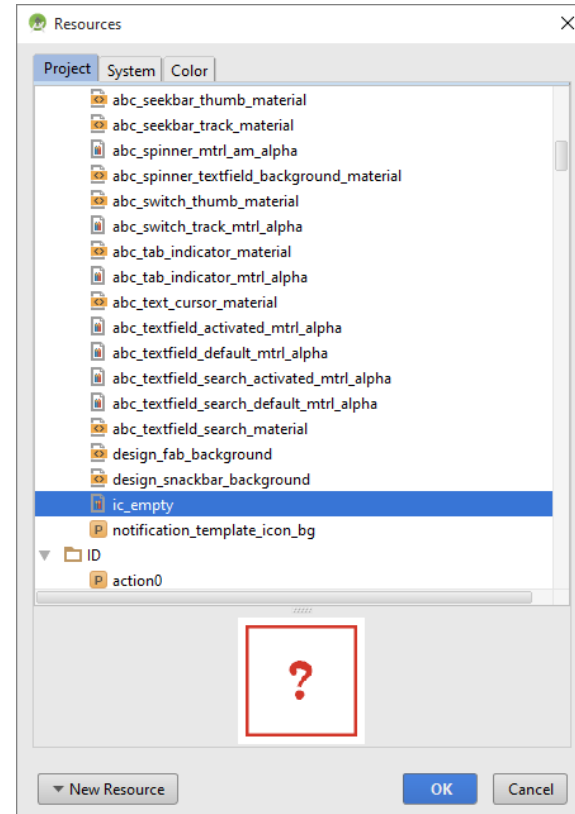 Resources
Project System Color
abc_seekbar_thumb_material
abc_seekbar_track_material
abc_spinner_mtrl_am_alpha
abc_spinner_textfield_background_material
abc_switch_thumb_material
abc_switch_track_mtrl_alpha
abc_tab_indicator_material
abc_tab_indicator_mtrl_alpha
abc_text_cursor_material
abc_textfield_activated_mtrl_alpha
abc_textfield_default_mtrl_alpha
abc_textfield_search_activated_mtrl_alpha
abc_textfield_search_default_mtrl_alpha
abc_textfield_search_material
design_fab_background
design_snackbar_background
ic_empty
P notification_template_icon_bg
ID
P action0
?
New Resource OK Cancel